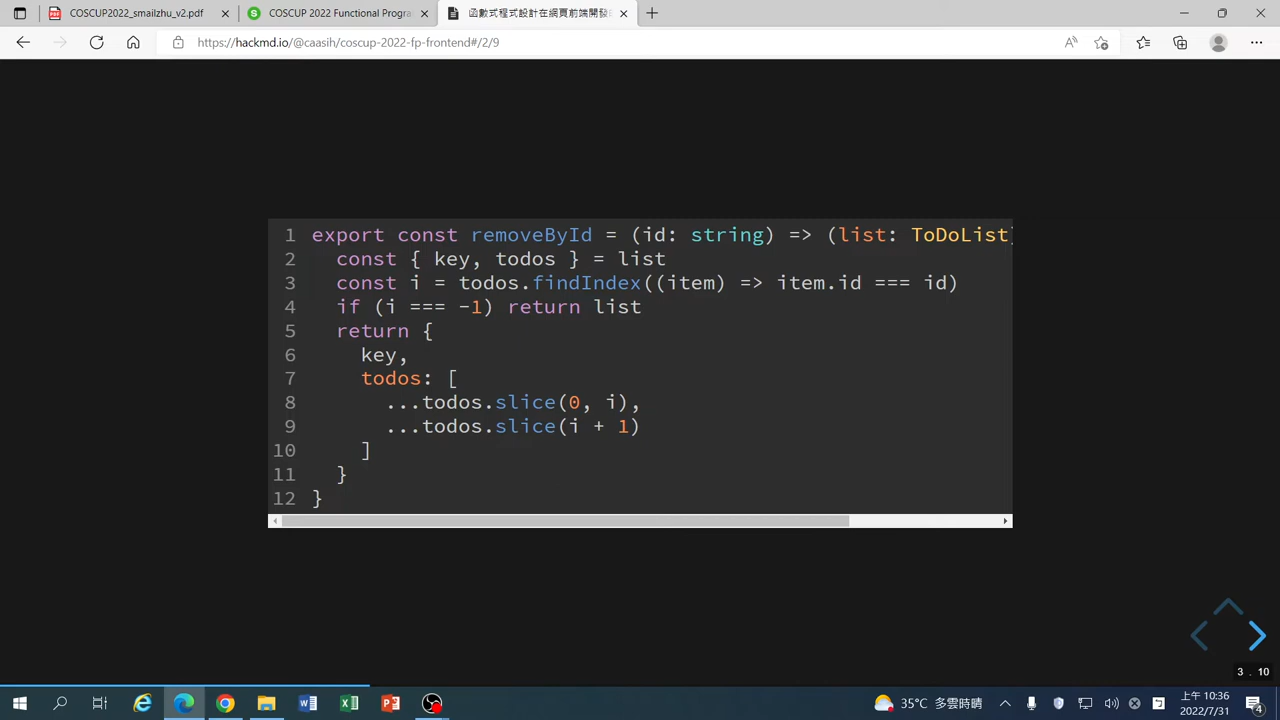 COSCUP2022_smailzhu_v2.pdf
COSCUP 2022 Functional Progra
函數式程式設計在網頁前端開發
https://hackmd.io/@caasih/coscup-2022-fp-frontend#/2/9
1 export const removeById = (id: string) => (list: ToDoList)
2 const { key, todos } = list
3 const i = todos.findIndex((item) => item.id === id)
4 if (i === -1) return list
5 return {
6 key,
7 todos: [
8 ...todos.slice(0, i),
9 ...todos.slice(i + 1)
10 ]
11 }
12 }
3 . 10
35°C 多雲時晴
上午 10:36
2022/7/31
4